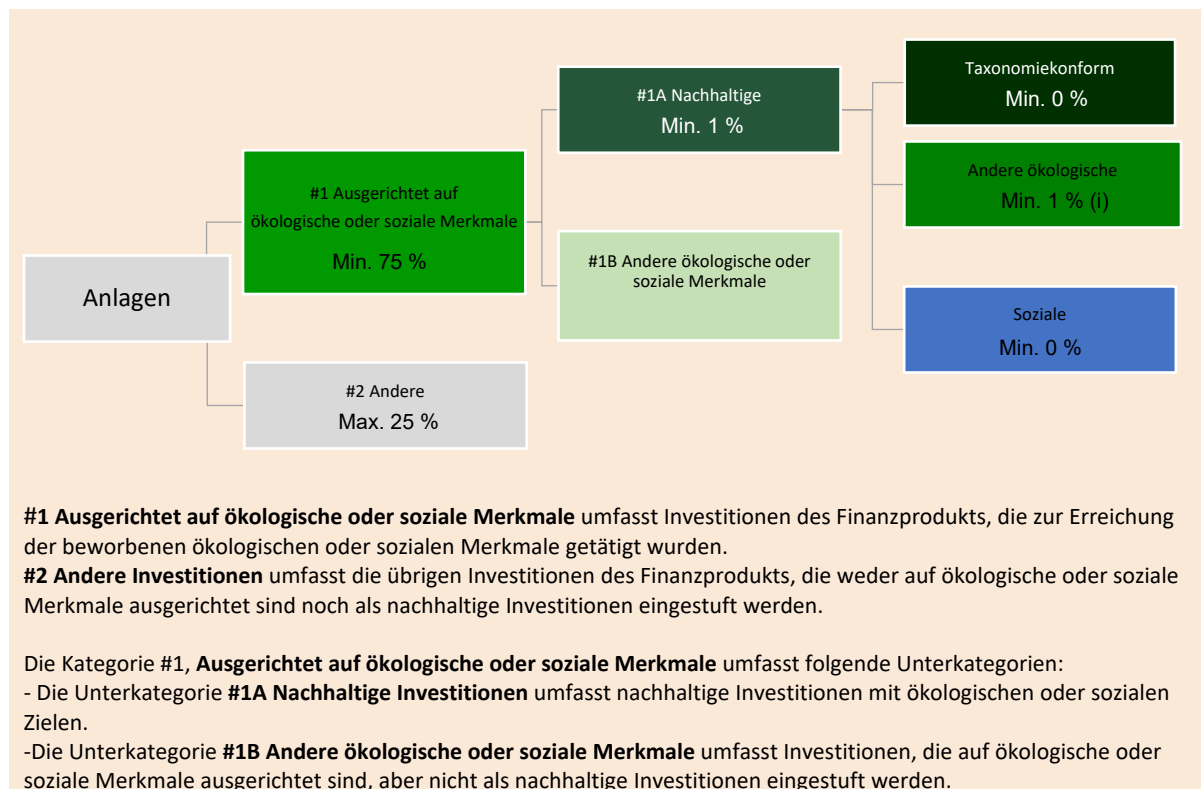 Anlagen
#1 Ausgerichtet auf
ökologische oder soziale Merkmale
Min. 75 %
#2 Andere
Max. 25 %
#1A Nachhaltige
Min. 1 %
#1B Andere ökologische oder
soziale Merkmale
Taxonomiekonform
Min. 0 %
Andere ökologische
Min. 1 % (i)
Soziale
Min. 0 %
#1 Ausgerichtet auf ökologische oder soziale Merkmale umfasst Investitionen des Finanzprodukts, die zur Erreichung
der beworbenen ökologischen oder sozialen Merkmale getätigt wurden.
#2 Andere Investitionen umfasst die übrigen Investitionen des Finanzprodukts, die weder auf ökologische oder soziale
Merkmale ausgerichtet sind noch als nachhaltige Investitionen eingestuft werden.
Die Kategorie #1, Ausgerichtet auf ökologische oder soziale Merkmale umfasst folgende Unterkategorien:
- Die Unterkategorie #1A Nachhaltige Investitionen umfasst nachhaltige Investitionen mit ökologischen oder sozialen
Zielen.
-Die Unterkategorie #1B Andere ökologische oder soziale Merkmale umfasst Investitionen, die auf ökologische oder
soziale Merkmale ausgerichtet sind, aber nicht als nachhaltige Investitionen eingestuft werden.